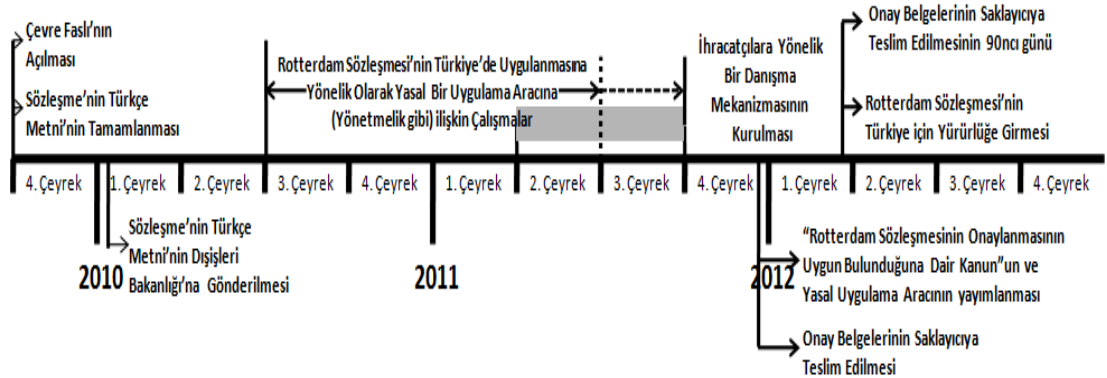 Çevre Faslı’nın
Açılması
Sözleşme’nin Türkçe
Metni’nin Tamamlanması
Rotterdam Sözleşmesi’nin Türkiye’de Uygulanmasına
Yönelik Olarak Yasal Bir Uygulama Aracına
(Yönetmelik gibi) ilişkin Çalışmalar
İhracatçılara Yönelik
Bir Danışma
Mekanizmasının
Kurulması
Onay Belgelerinin Saklayıcıya
Teslim Edilmesinin 90ncı günü
Rotterdam Sözleşmesi’nin
Türkiye için Yürürlüğe Girmesi
4. Çeyrek 1. Çeyrek 2. Çeyrek 3. Çeyrek 4. Çeyrek 1. Çeyrek 2. Çeyrek 3. Çeyrek 4. Çeyrek 1. Çeyrek 2. Çeyrek 3. Çeyrek 4. Çeyrek
Sözleşme’nin Türkçe
Metni’nin Dışişleri
Bakanlığı’na Gönderilmesi
2010
2011
2012
“Rotterdam Sözleşmesinin Onaylanmasının
Uygun Bulunduğuna Dair Kanun”un ve
Yasal Uygulama Aracının yayımlanması
Onay Belgelerinin Saklayıcıya
Teslim Edilmesi